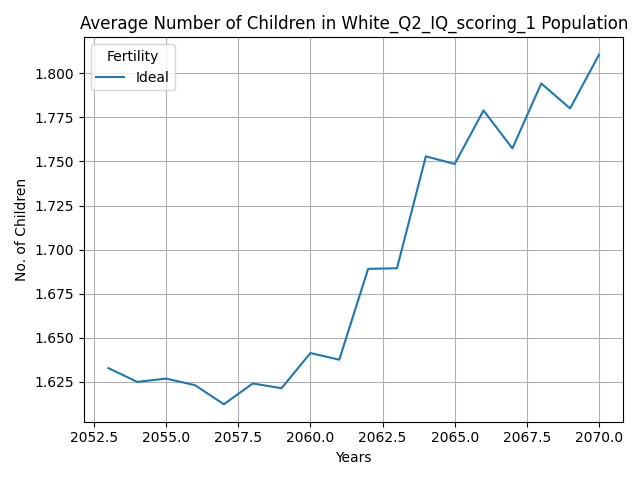 Average Number of Children in White_Q2_IQ_scoring_1 Population
Fertility
Ideal
No. of Children
1.800
1.775
1.750
1.725
1.700
1.675
1.650
1.625
2052.5 2055.0 2057.5 2060.0 2062.5 2065.0 2067.5 2070.0
Years